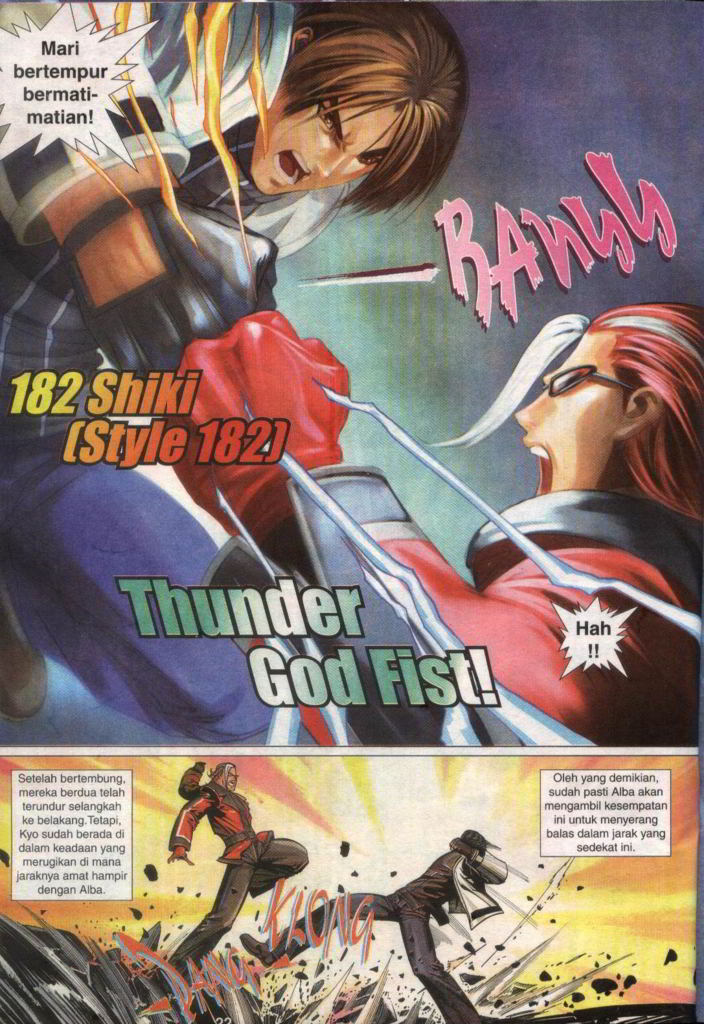 Mari
bertempur
bermati-
matian!
BANGG
182 Shiki
(Style 182)
Thunder
God Fist!
Hah
!!
Setelah bertembung,
mereka berdua telah
terundur selangkah
ke belakang.Tetapi,
Kyo sudah berada di
dalam keadaan yang
merugikan di mana
jaraknya amat hampir
dengan Alba.
Oleh yang demikian,
sudah pasti Alba akan
mengambil kesempatan
ini untuk menyerang
balas dalam jarak yang
sedekat ini.
KLONG
DANG
22